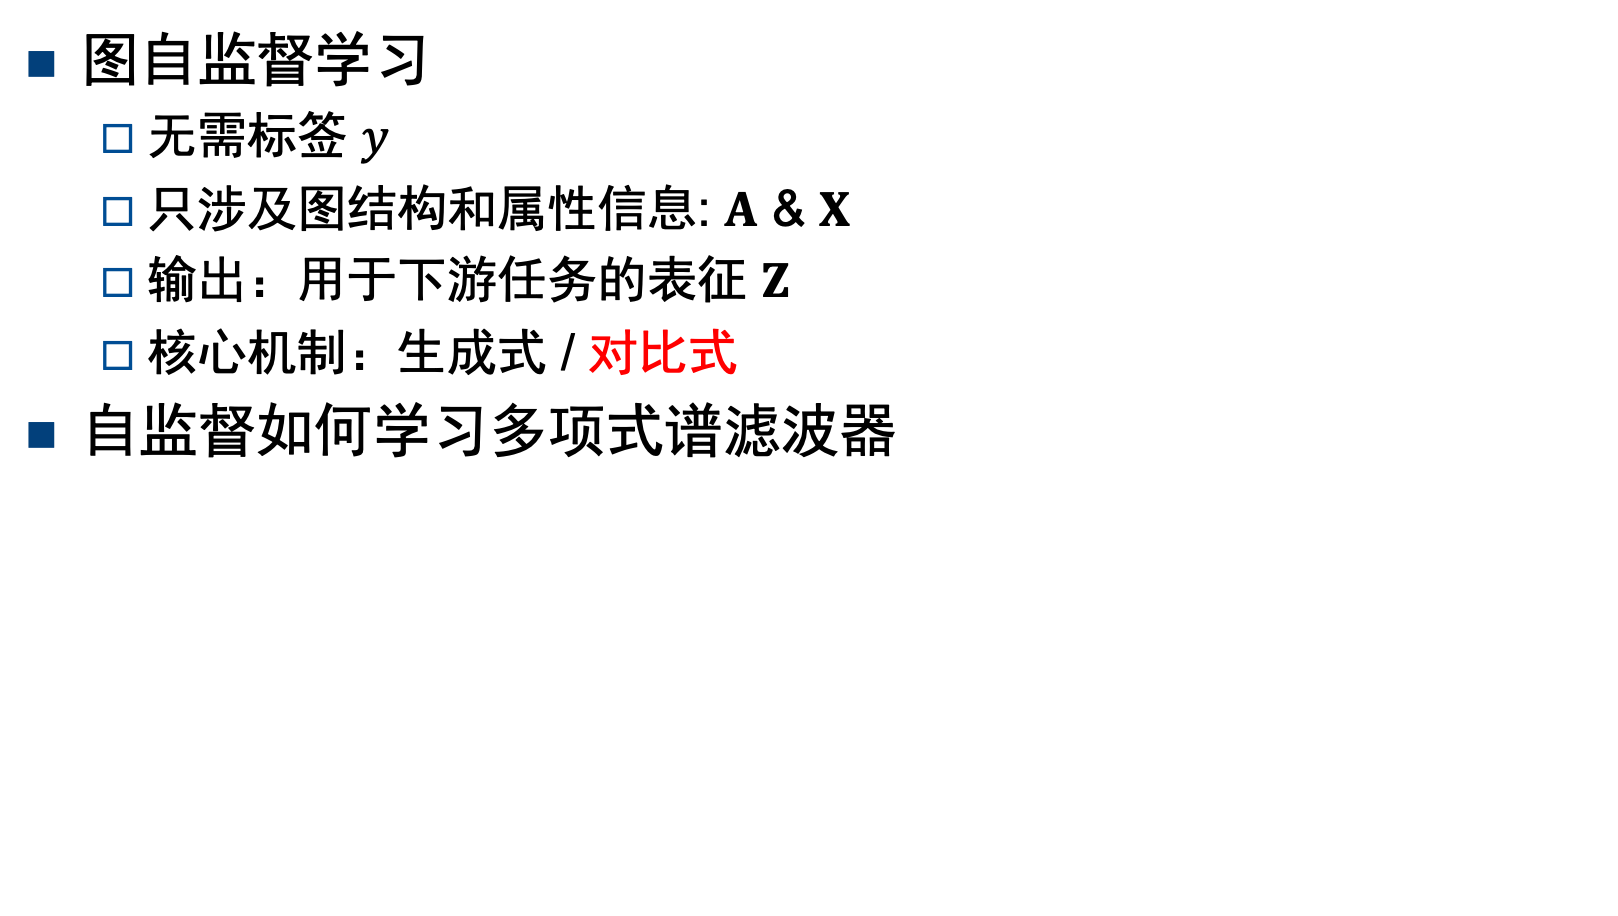 图自监督学习
无需标签 y
只涉及图结构和属性信息: A & X
输出：用于下游任务的表征 Z
核心机制：生成式 / 对比式
自监督如何学习多项式谱滤波器